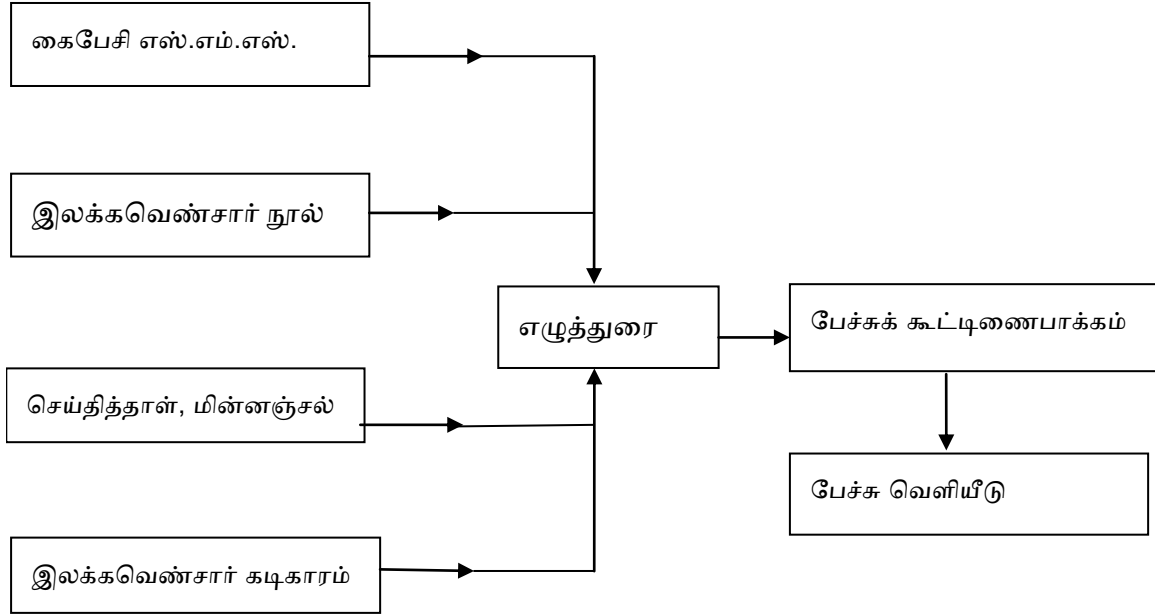 கைபேசி எஸ்.எம்.எஸ்.
இலக்கவெண்சார் நூல்
எழுத்துரை
பேச்சுக் கூட்டிணைபாக்கம்
செய்தித்தாள், மின்னஞ்சல்
பேச்சு வெளியீடு
இலக்கவெண்சார் கடிகாரம்